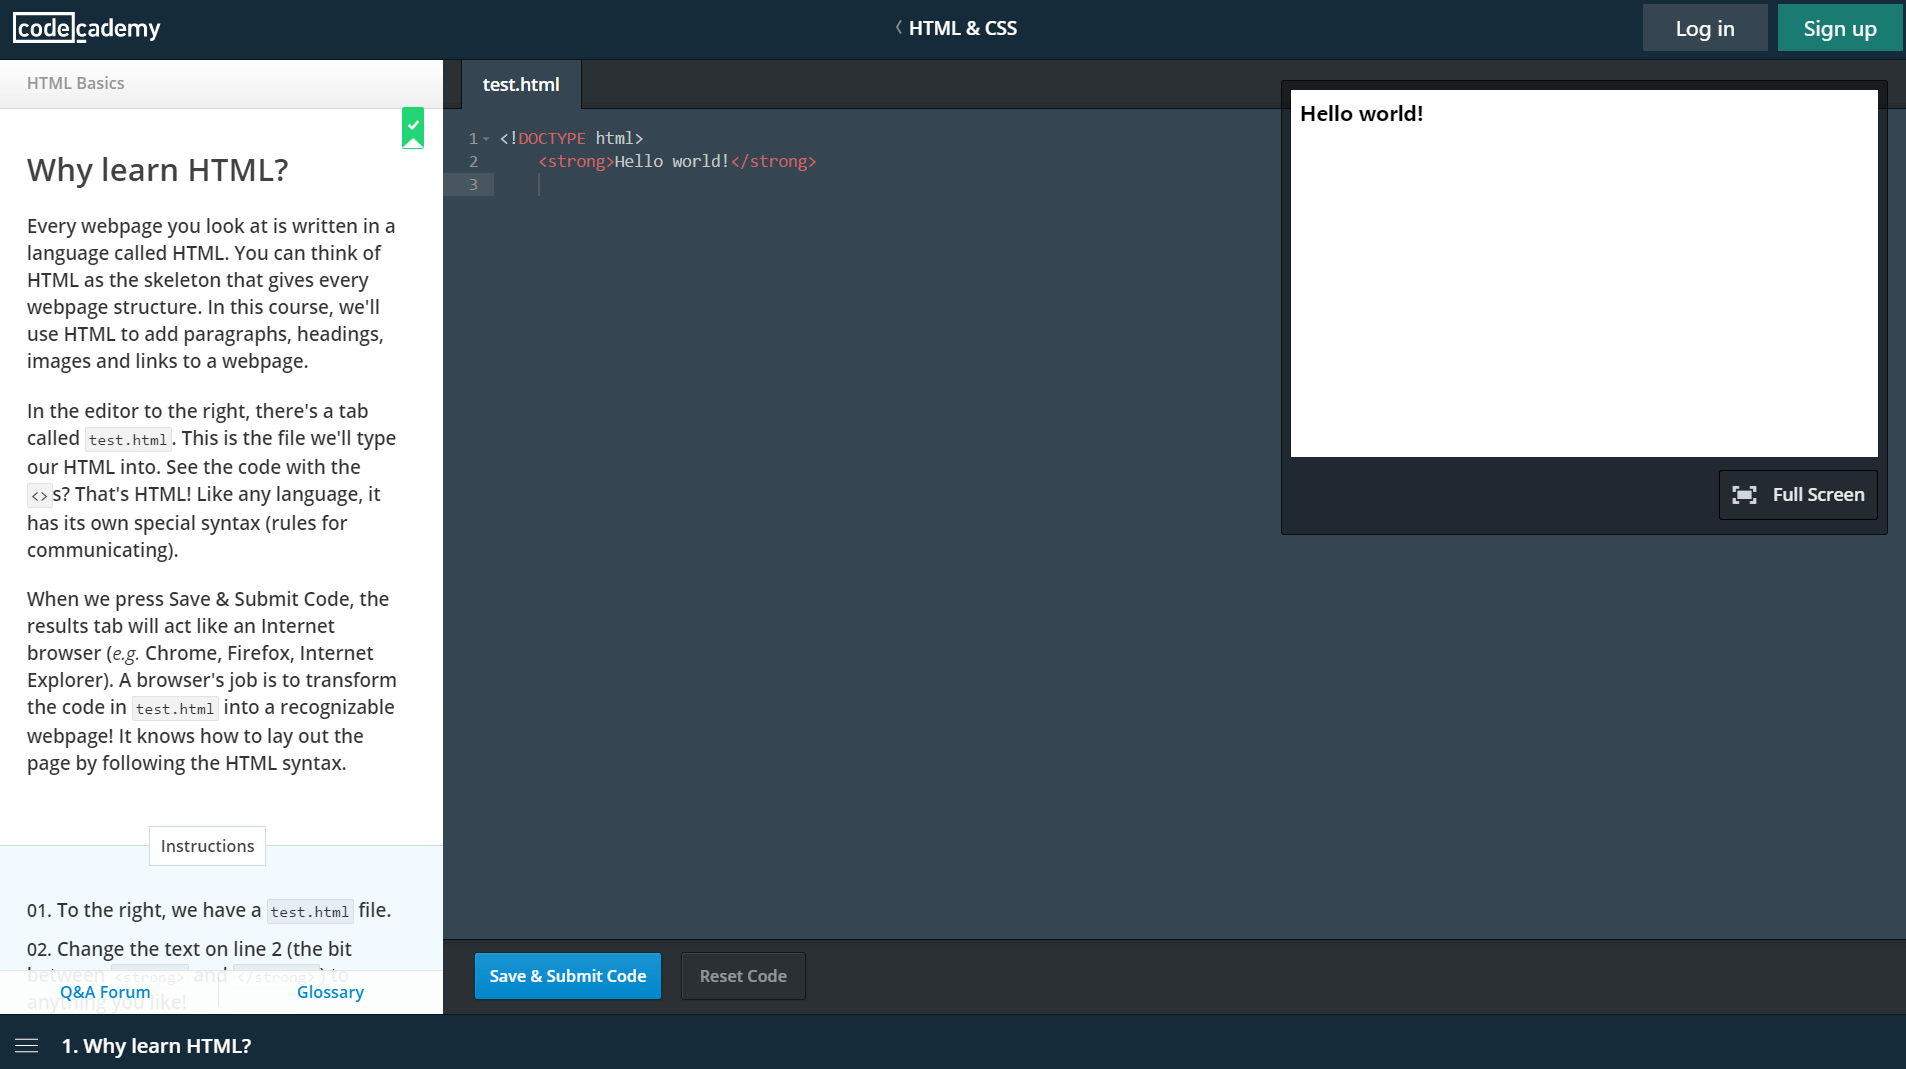 codecademy
HTML & CSS
Log in
Sign up
HTML Basics
Why learn HTML?
Every webpage you look at is written in a
language called HTML. You can think of
HTML as the skeleton that gives every
webpage structure. In this course, we'll
use HTML to add paragraphs, headings,
images and links to a webpage.
In the editor to the right, there's a tab
called test.html. This is the file we'll type
our HTML into. See the code with the
<>s? That's HTML! Like any language, it
has its own special syntax (rules for
communicating).
When we press Save & Submit Code, the
results tab will act like an Internet
browser (e.g. Chrome, Firefox, Internet
Explorer). A browser's job is to transform
the code in test.html into a recognizable
webpage! It knows how to lay out the
page by following the HTML syntax.
Instructions
01. To the right, we have a test.html file.
02. Change the text on line 2 (the bit
between <strong> and </strong>) to
anything you like!
Q&A Forum
Glossary
test.html
1 <!DOCTYPE html>
2 <strong>Hello world!</strong>
3
Hello world!
Full Screen
Save & Submit Code
Reset Code
1. Why learn HTML?